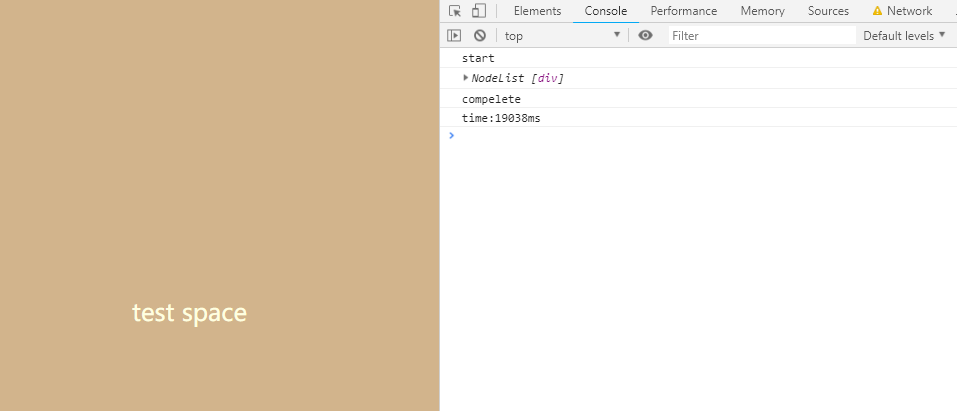 test space
Elements Console Performance Memory Sources Network
top Filter Default levels
start
NodeList [div]
compelete
time:19038ms